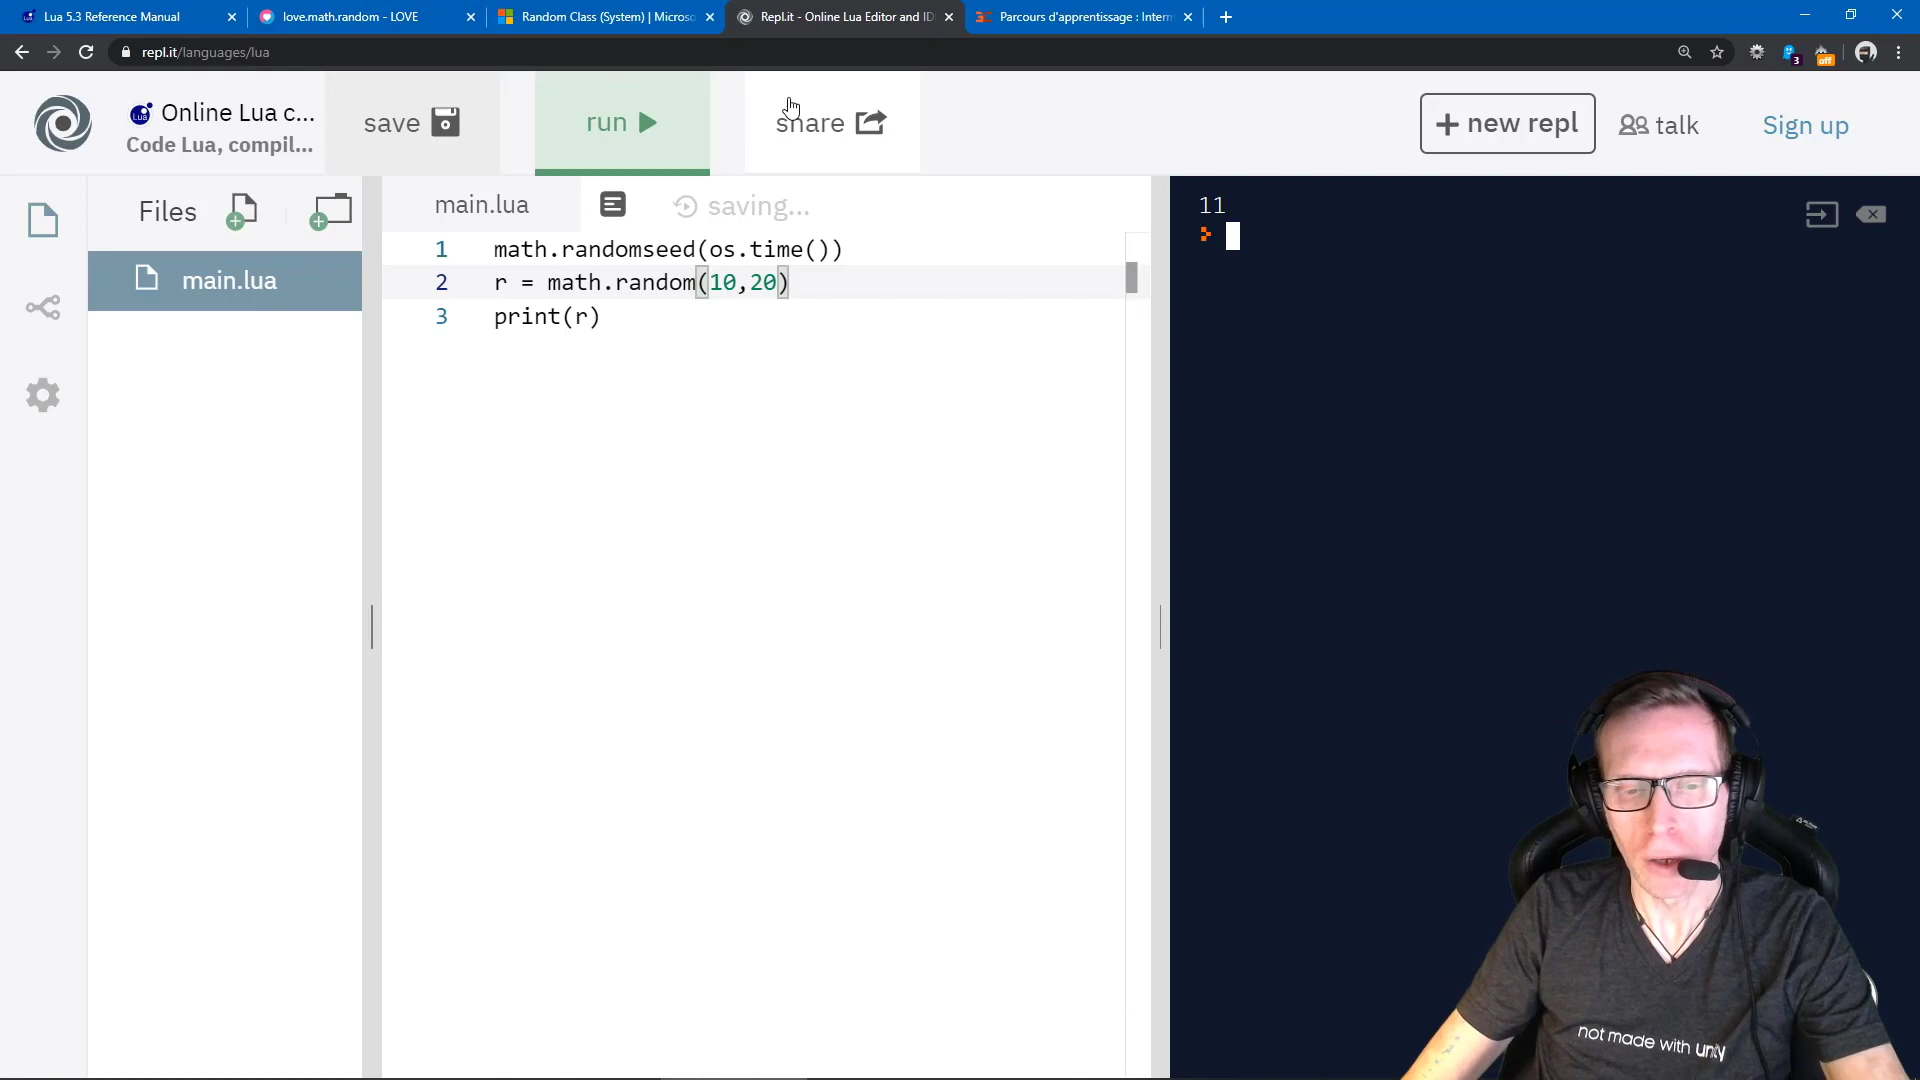 Lua 5.3 Reference Manual
love.math.random - LOVE
Random Class (System) | Microso
Repl.it - Online Lua Editor and ID
Parcours d'apprentissage : Intern
repl.it/languages/lua
3
off
Lua
Online Lua c...
Code Lua, compil...
save
run
share
+ new repl
talk
Sign up
Files
main.lua
main.lua
saving...
1 math.randomseed(os.time())
2 r = math.random(10,20)
3 print(r)
11
not made with unity